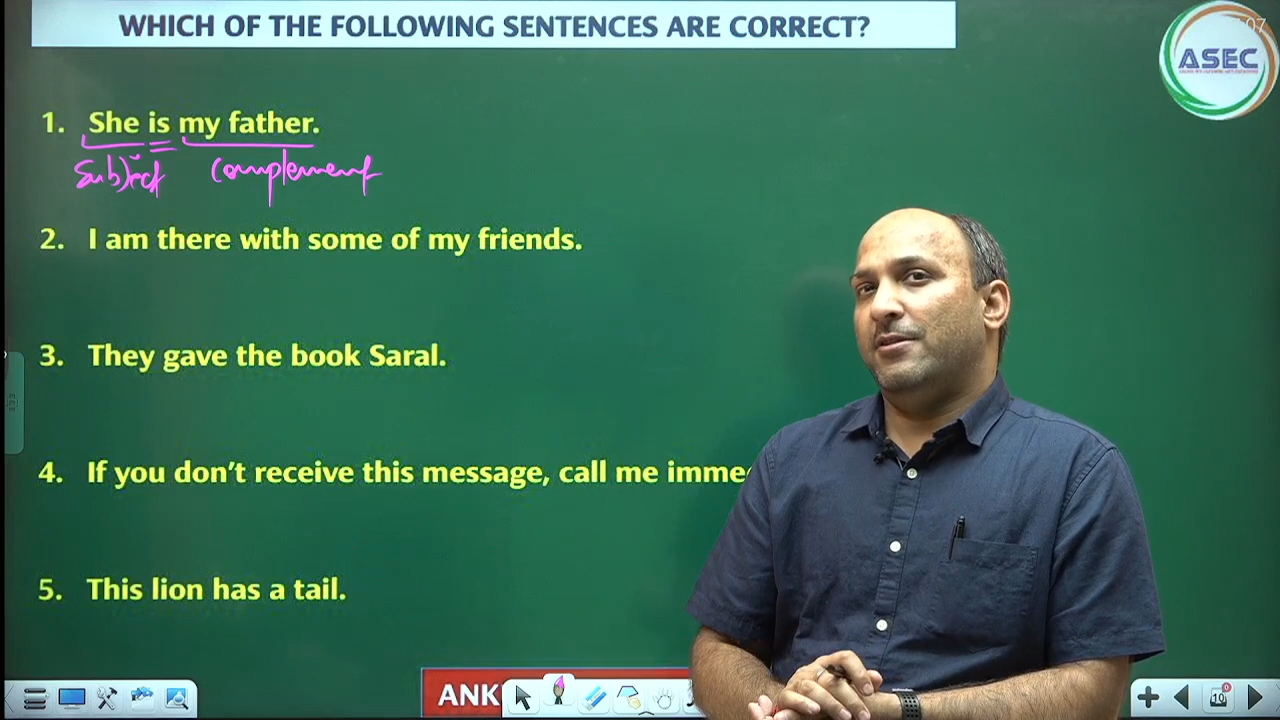 WHICH OF THE FOLLOWING SENTENCES ARE CORRECT?
ASEC
1. She is my father.
Subject complement
2. I am there with some of my friends.
3. They gave the book Saral.
4. If you don't receive this message, call me imme
5. This lion has a tail.
ANK
10